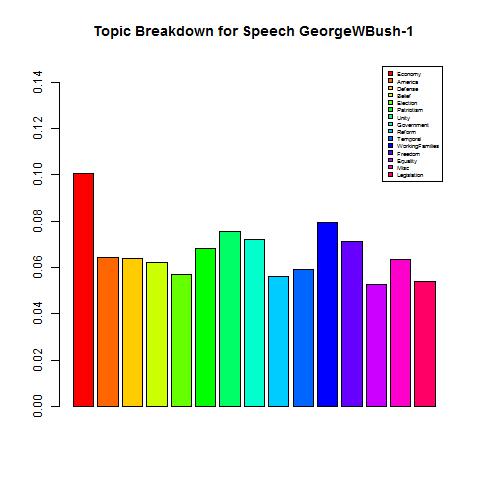 Topic Breakdown for Speech GeorgeWBush-1
0.14
0.12
0.10
0.08
0.06
0.04
0.02
0.00
Economy
America
Defense
Belief
Election
Patriotism
Unity
Government
Reform
Temporal
WorkingFamilies
Freedom
Equality
Misc
Legislation